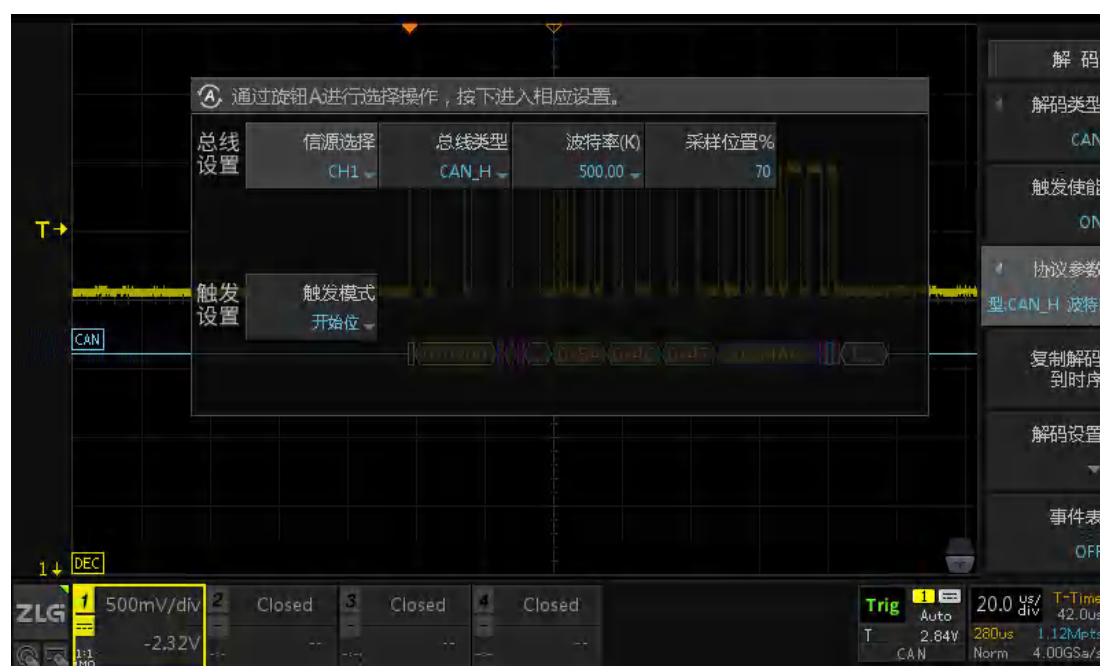 解 码
A 通过旋钮A进行选择操作，按下进入相应设置。
总线
设置
信源选择
CH1
总线类型
CAN_H
波特率(K)
500.00
采样位置%
70
触发
设置
触发模式
开始位
T
CAN
解码类型
CAN
触发使能
ON
协议参数
型:CAN_H 波特
复制解码
到时序
解码设置
事件表
OFF
1
DEC
ZLG
1 500mV/div
-2.32V
1:1
1MΩ
2 Closed
--
3 Closed
--
4 Closed
--
Trig 1 Auto
T 2.84V
CAN
20.0 us/div
T-Time
42.0us
280us 1.12Mpts
Norm 4.00GSa/s